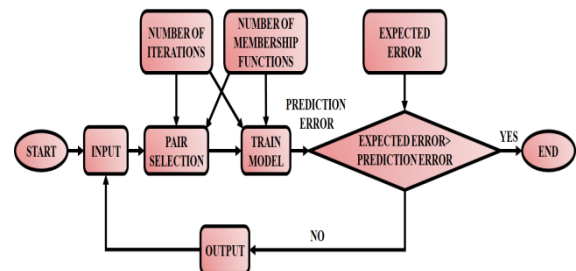 NUMBER OF
ITERATIONS
NUMBER OF
MEMBERSHIP
FUNCTIONS
EXPECTED
ERROR
PREDICTION
ERROR
START
INPUT
PAIR
SELECTION
TRAIN
MODEL
EXPECTED ERROR>
PREDICTION ERROR
YES
END
NO
OUTPUT